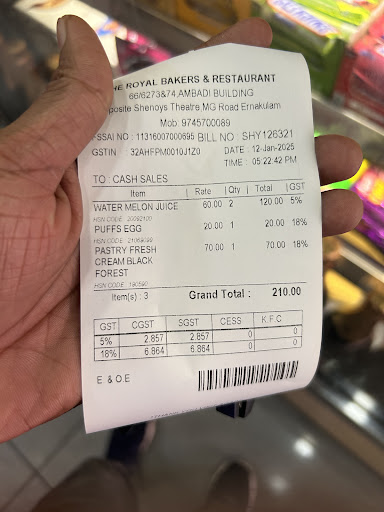 THE ROYAL BAKERS & RESTAURANT
66/6273&74,AMBADI BUILDING
Opposite Shenoys Theatre,MG Road Ernakulam
Mob: 9745700089
FSSAI NO : 11316007000695 BILL NO : SHY126321
GSTIN : 32AHFPM0010J1Z0 DATE : 12-Jan-2025
TIME : 05:22:42 PM
TO : CASH SALES
Item Rate Qty Total GST
WATER MELON JUICE 60.00 2 120.00 5%
HSN CODE : 20092100
PUFFS EGG 20.00 1 20.00 18%
HSN CODE : 21069099
PASTRY FRESH 70.00 1 70.00 18%
CREAM BLACK
FOREST
HSN CODE : 190590
Item(s) : 3 Grand Total : 210.00
GST CGST SGST CESS K.F.C
5% 2.857 2.857 0 0
18% 6.864 6.864 0 0
E. & O.E